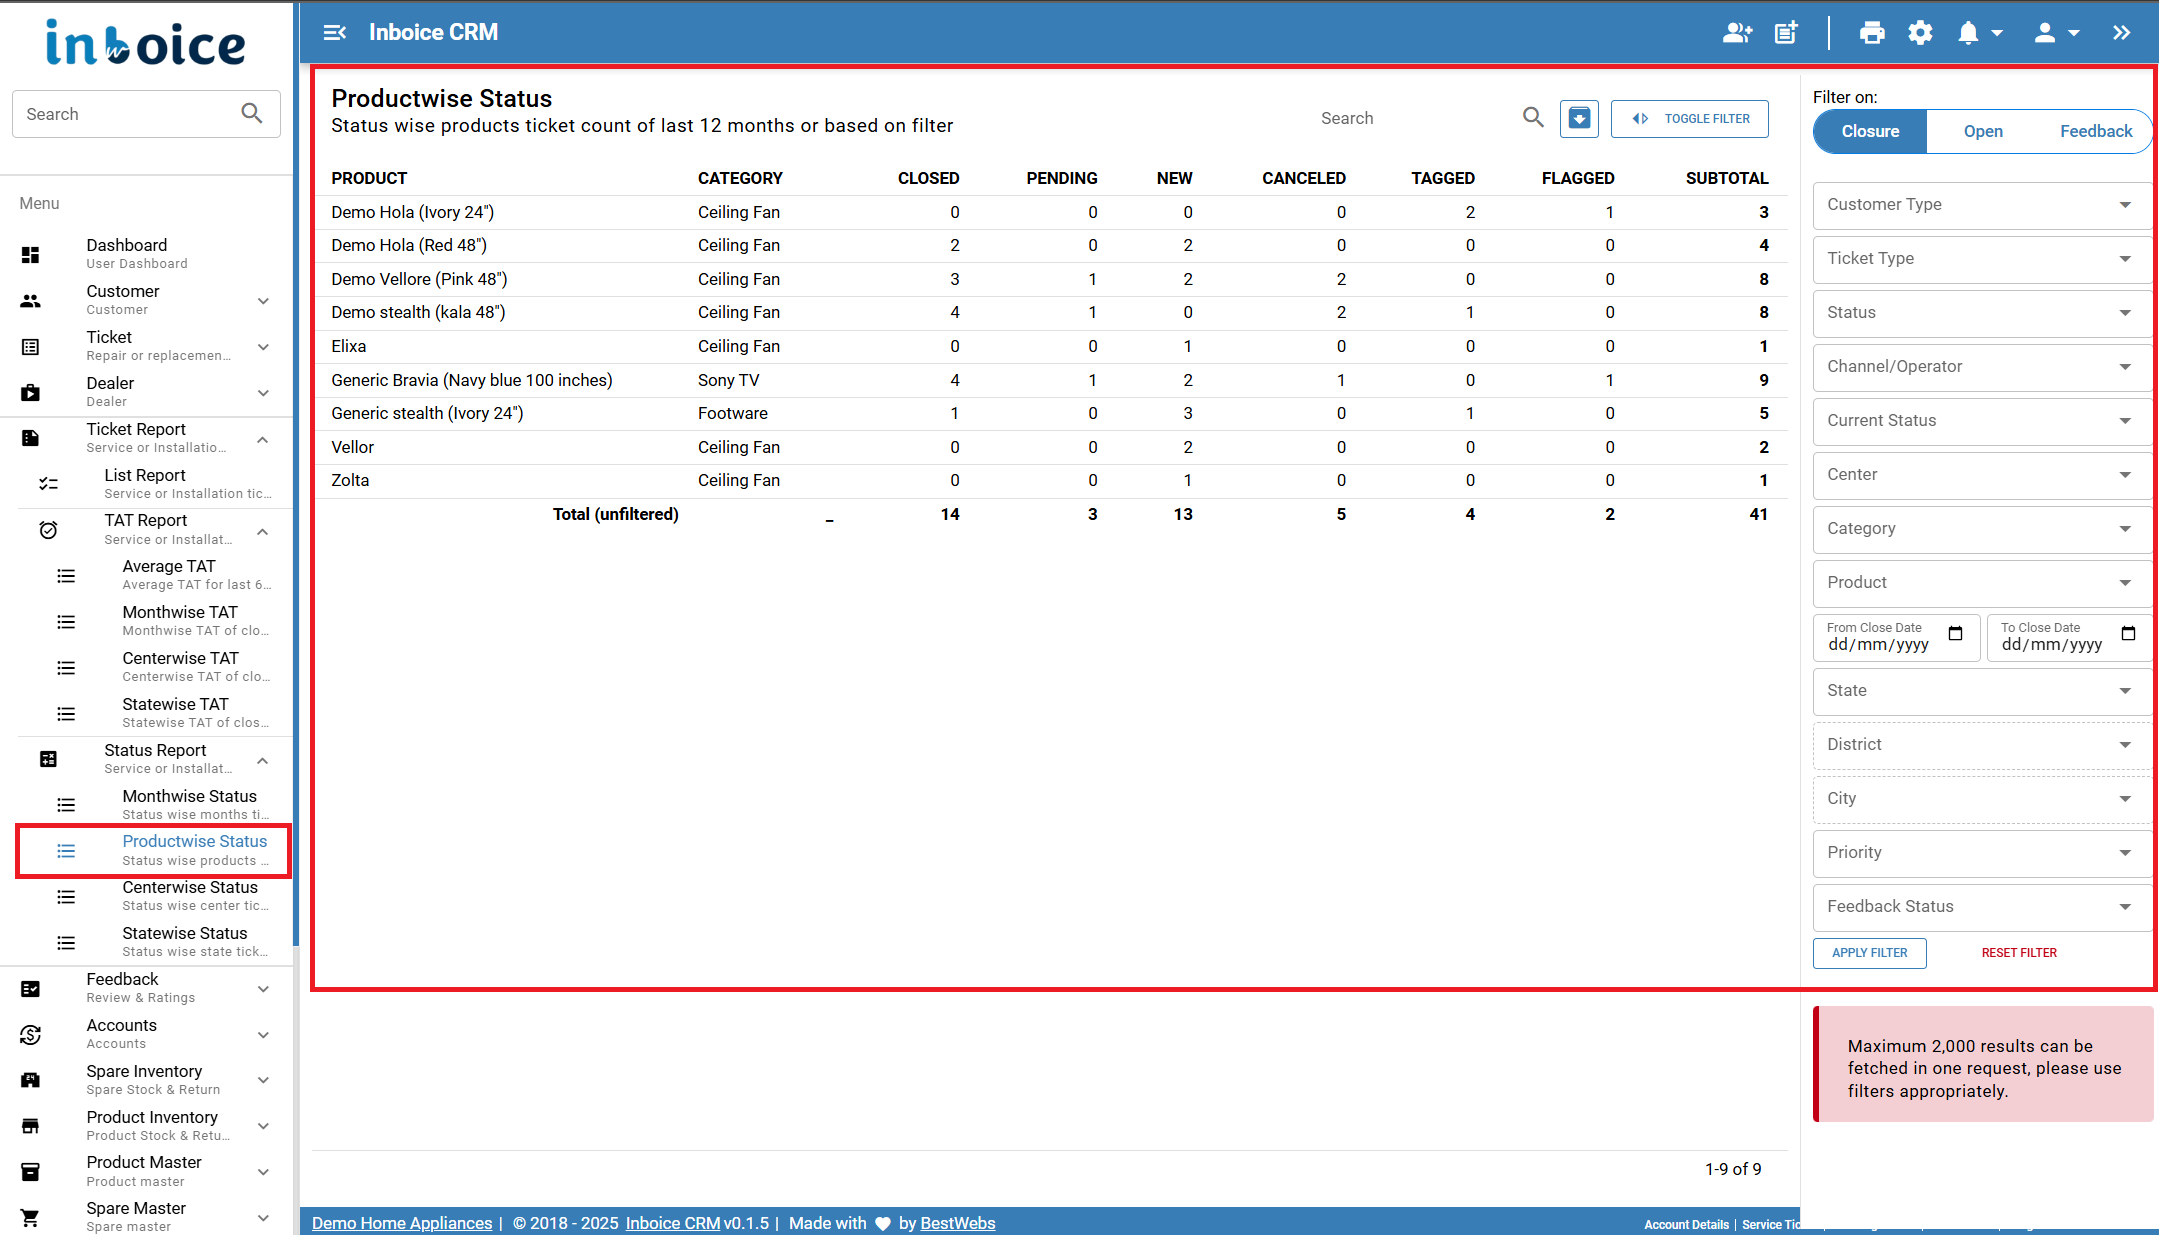 inboice
Search
Menu
Dashboard
User Dashboard
Customer
Customer
Ticket
Repair or replacemen...
Dealer
Dealer
Ticket Report
Service or Installatio...
List Report
Service or Installation tic...
TAT Report
Service or Installat...
Average TAT
Average TAT for last 6...
Monthwise TAT
Monthwise TAT of clo...
Centerwise TAT
Centerwise TAT of clo...
Statewise TAT
Statewise TAT of clos...
Status Report
Service or Installat...
Monthwise Status
Status wise months ti...
Productwise Status
Status wise products ...
Centerwise Status
Status wise center tic...
Statewise Status
Status wise state tick...
Feedback
Review & Ratings
Accounts
Accounts
Spare Inventory
Spare Stock & Return
Product Inventory
Product Stock & Retu...
Product Master
Product master
Spare Master
Spare master
Inboice CRM
Productwise Status
Status wise products ticket count of last 12 months or based on filter
Search
TOGGLE FILTER
PRODUCT CATEGORY CLOSED PENDING NEW CANCELED TAGGED FLAGGED SUBTOTAL
Demo Hola (Ivory 24") Ceiling Fan 0 0 0 0 2 1 3
Demo Hola (Red 48") Ceiling Fan 2 0 2 0 0 0 4
Demo Vellore (Pink 48") Ceiling Fan 3 1 2 2 0 0 8
Demo stealth (kala 48") Ceiling Fan 4 1 0 2 1 0 8
Elixa Ceiling Fan 0 0 1 0 0 0 1
Generic Bravia (Navy blue 100 inches) Sony TV 4 1 2 1 0 1 9
Generic stealth (Ivory 24") Footware 1 0 3 0 1 0 5
Vellor Ceiling Fan 0 0 2 0 0 0 2
Zolta Ceiling Fan 0 0 1 0 0 0 1
Total (unfiltered) _ 14 3 13 5 4 2 41
1-9 of 9
Filter on:
Closure Open Feedback
Customer Type
Ticket Type
Status
Channel/Operator
Current Status
Center
Category
Product
From Close Date To Close Date
dd/mm/yyyy dd/mm/yyyy
State
District
City
Priority
Feedback Status
APPLY FILTER RESET FILTER
Maximum 2,000 results can be
fetched in one request, please use
filters appropriately.
Demo Home Appliances | © 2018 - 2025 Inboice CRM v0.1.5 | Made with by BestWebs
Account Details | Service